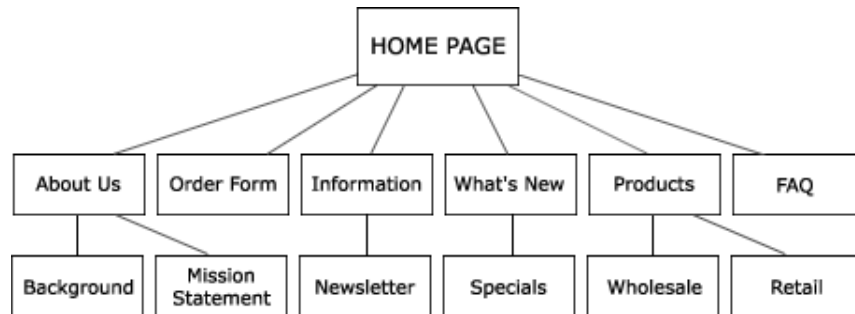 HOME PAGE
About Us
Order Form
Information
What's New
Products
FAQ
Background
Mission
Statement
Newsletter
Specials
Wholesale
Retail